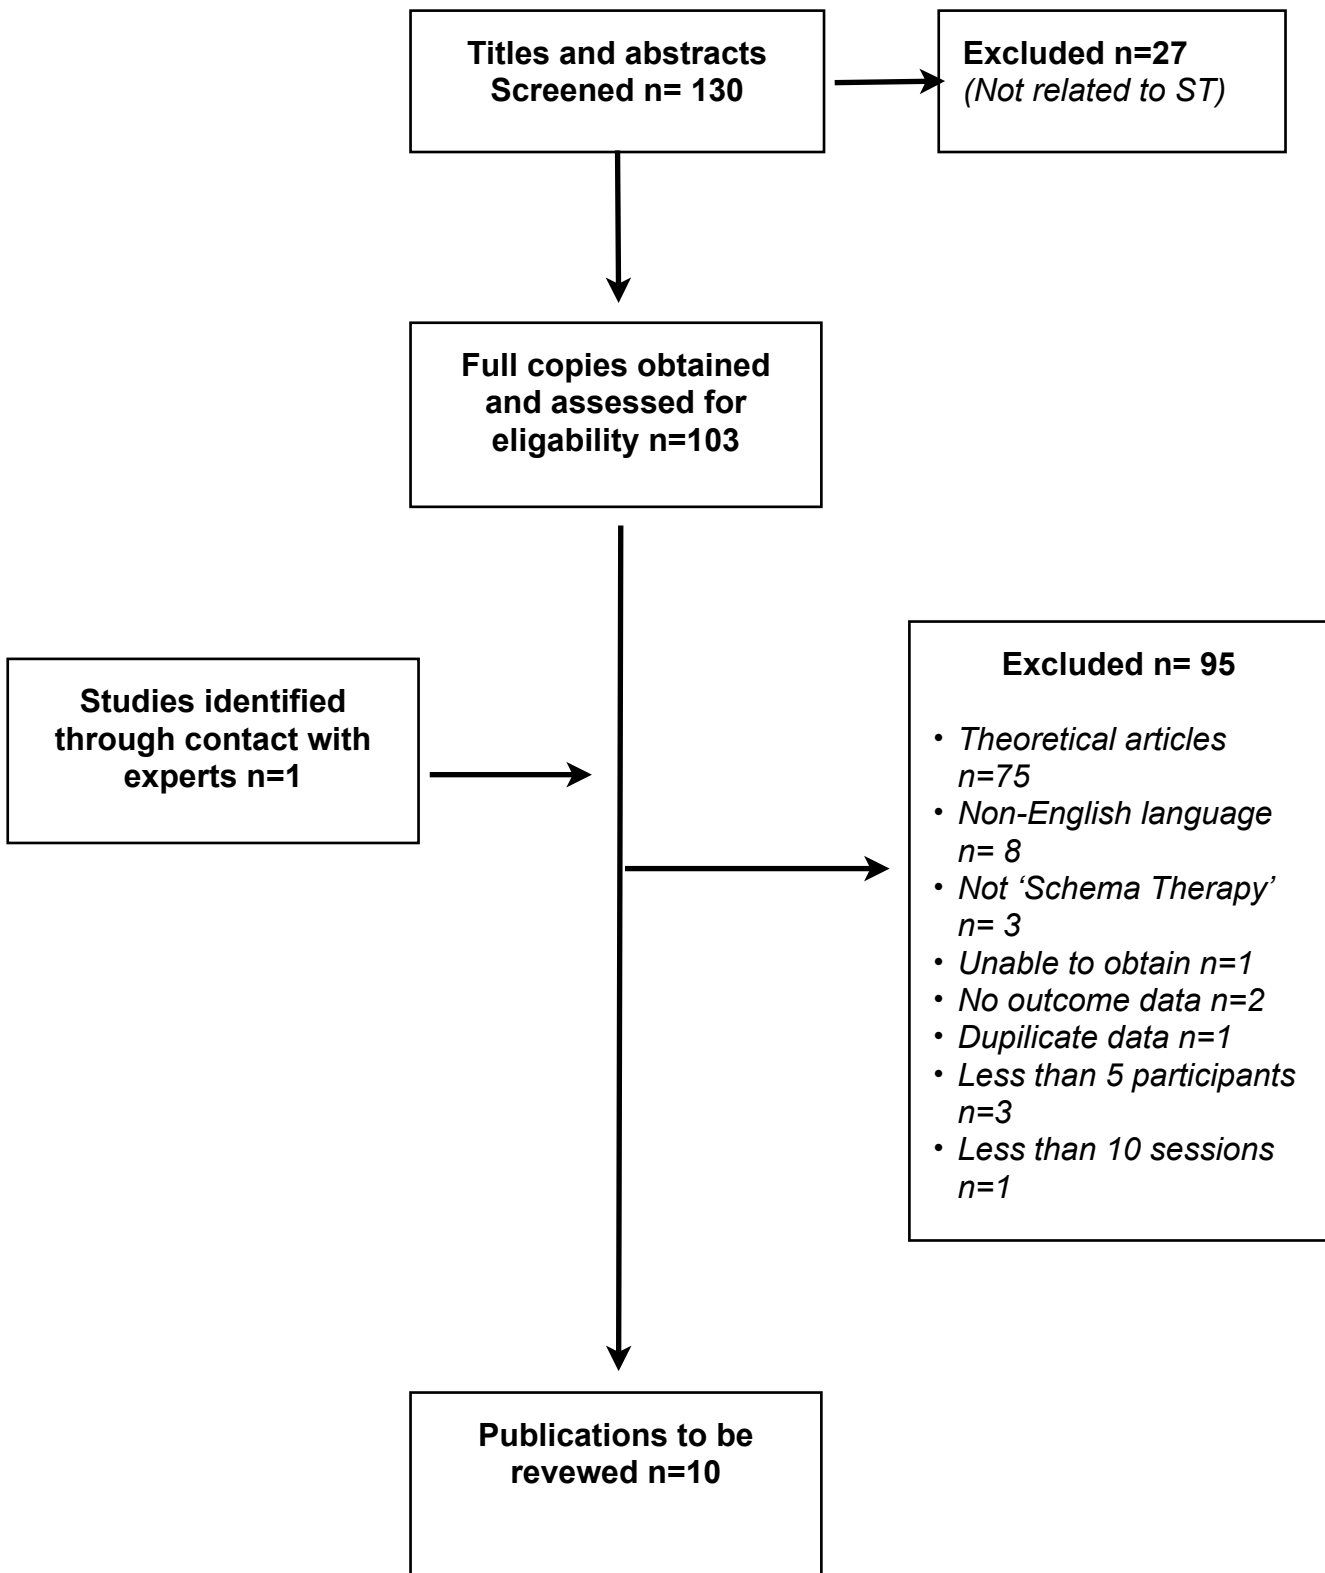 Titles and abstracts
Screened n= 130
Excluded n=27
(Not related to ST)
Full copies obtained
and assessed for
eligability n=103
Studies identified
through contact with
experts n=1
Excluded n= 95
• Theoretical articles
n=75
• Non-English language
n= 8
• Not ‘Schema Therapy’
n= 3
• Unable to obtain n=1
• No outcome data n=2
• Dupilicate data n=1
• Less than 5 participants
n=3
• Less than 10 sessions
n=1
Publications to be
revewed n=10